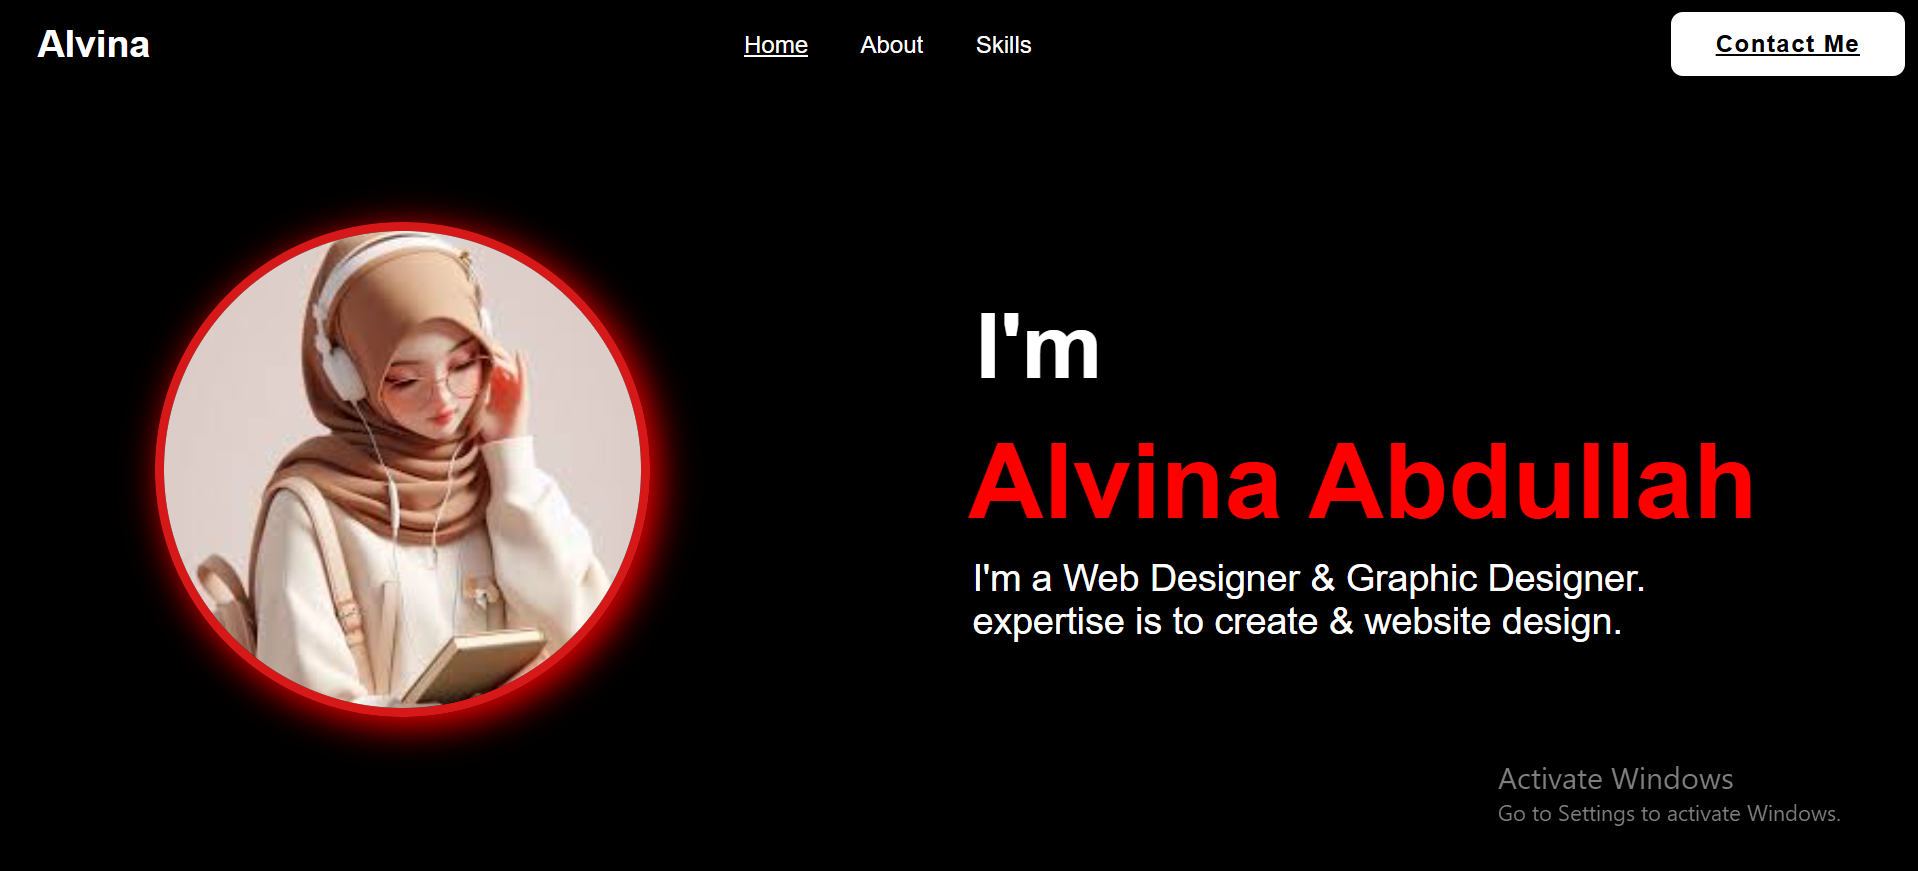 Alvina
Home About Skills
Contact Me
I'm
Alvina Abdullah
I'm a Web Designer & Graphic Designer.
expertise is to create & website design.
Activate Windows
Go to Settings to activate Windows.